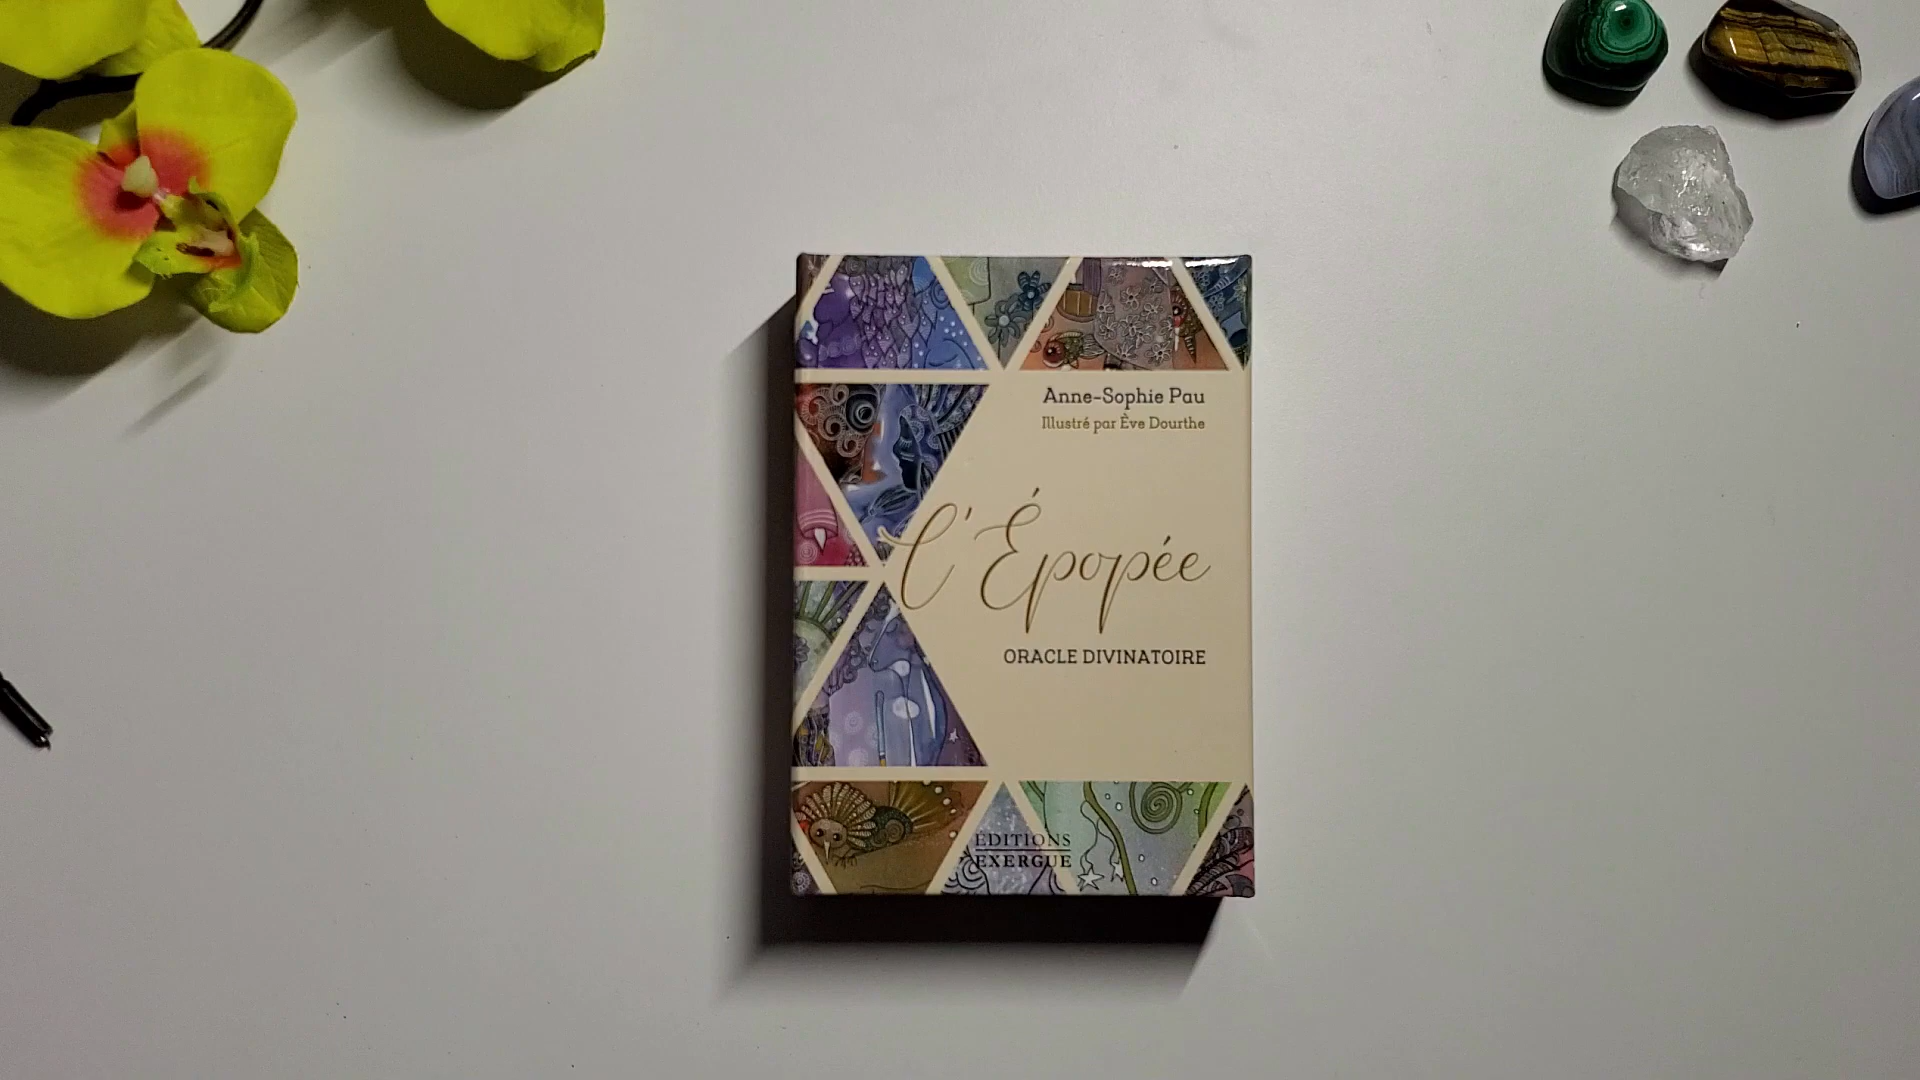 Anne-Sophie Pau
Illustré par Ève Dourthe
l'Épopée
ORACLE DIVINATOIRE
EDITIONS
EXERGUE